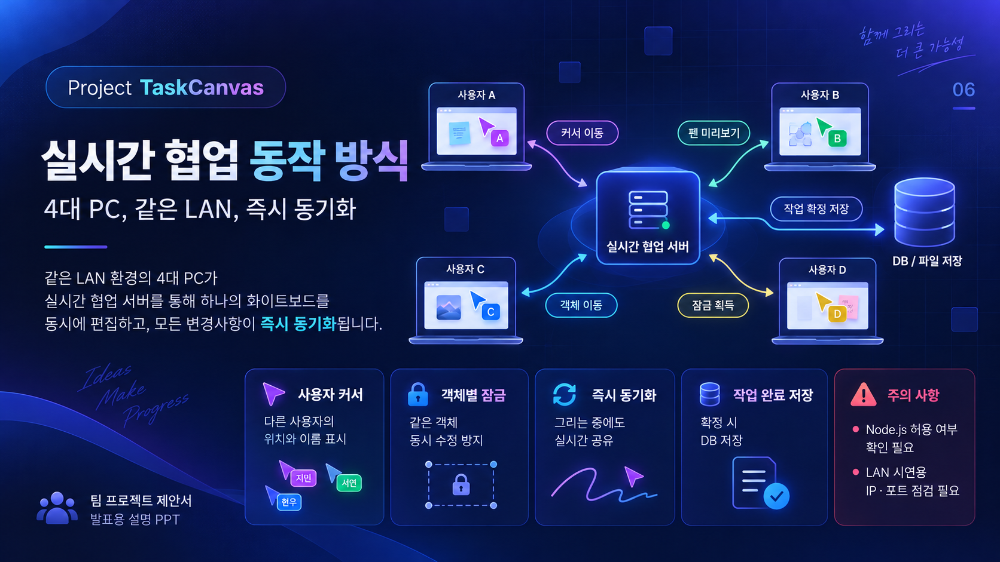 함께 그리는
더 큰 가능성
06
Project TaskCanvas
실시간 협업 동작 방식
4대 PC, 같은 LAN, 즉시 동기화
같은 LAN 환경의 4대 PC가
실시간 협업 서버를 통해 하나의 화이트보드를
동시에 편집하고, 모든 변경사항이 즉시 동기화됩니다.
Ideas
Make
Progress
팀 프로젝트 제안서
발표용 설명 PPT
사용자 A
A
커서 이동
펜 미리보기
사용자 B
B
실시간 협업 서버
작업 확정 저장
DB / 파일 저장
사용자 C
C
객체 이동
잠금 획득
사용자 D
D
사용자 커서
다른 사용자의
위치와 이름 표시
지민
서연
현우
객체별 잠금
같은 객체
동시 수정 방지
즉시 동기화
그리는 중에도
실시간 공유
작업 완료 저장
확정 시
DB 저장
주의 사항
Node.js 허용 여부
확인 필요
LAN 시연용
IP · 포트 점검 필요